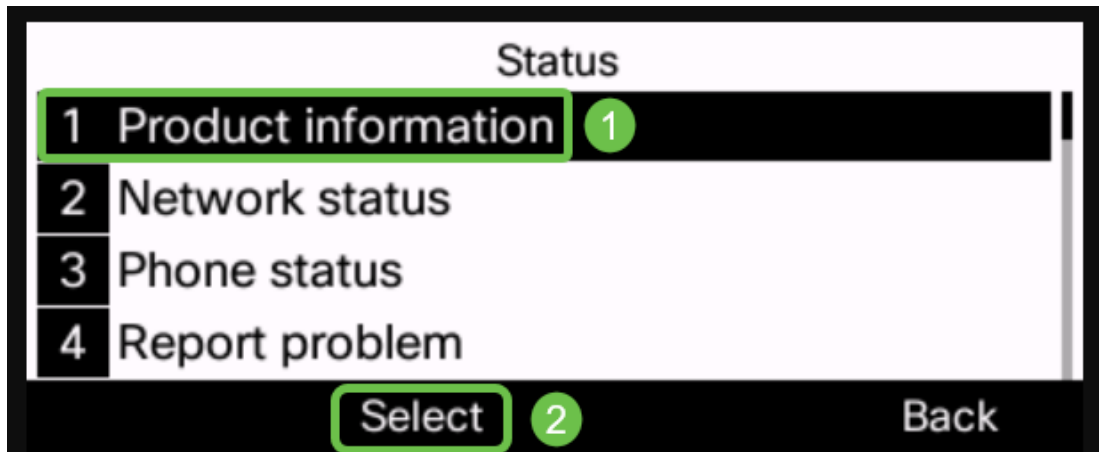 Status
1 Product information 1
2 Network status
3 Phone status
4 Report problem
Select 2 Back